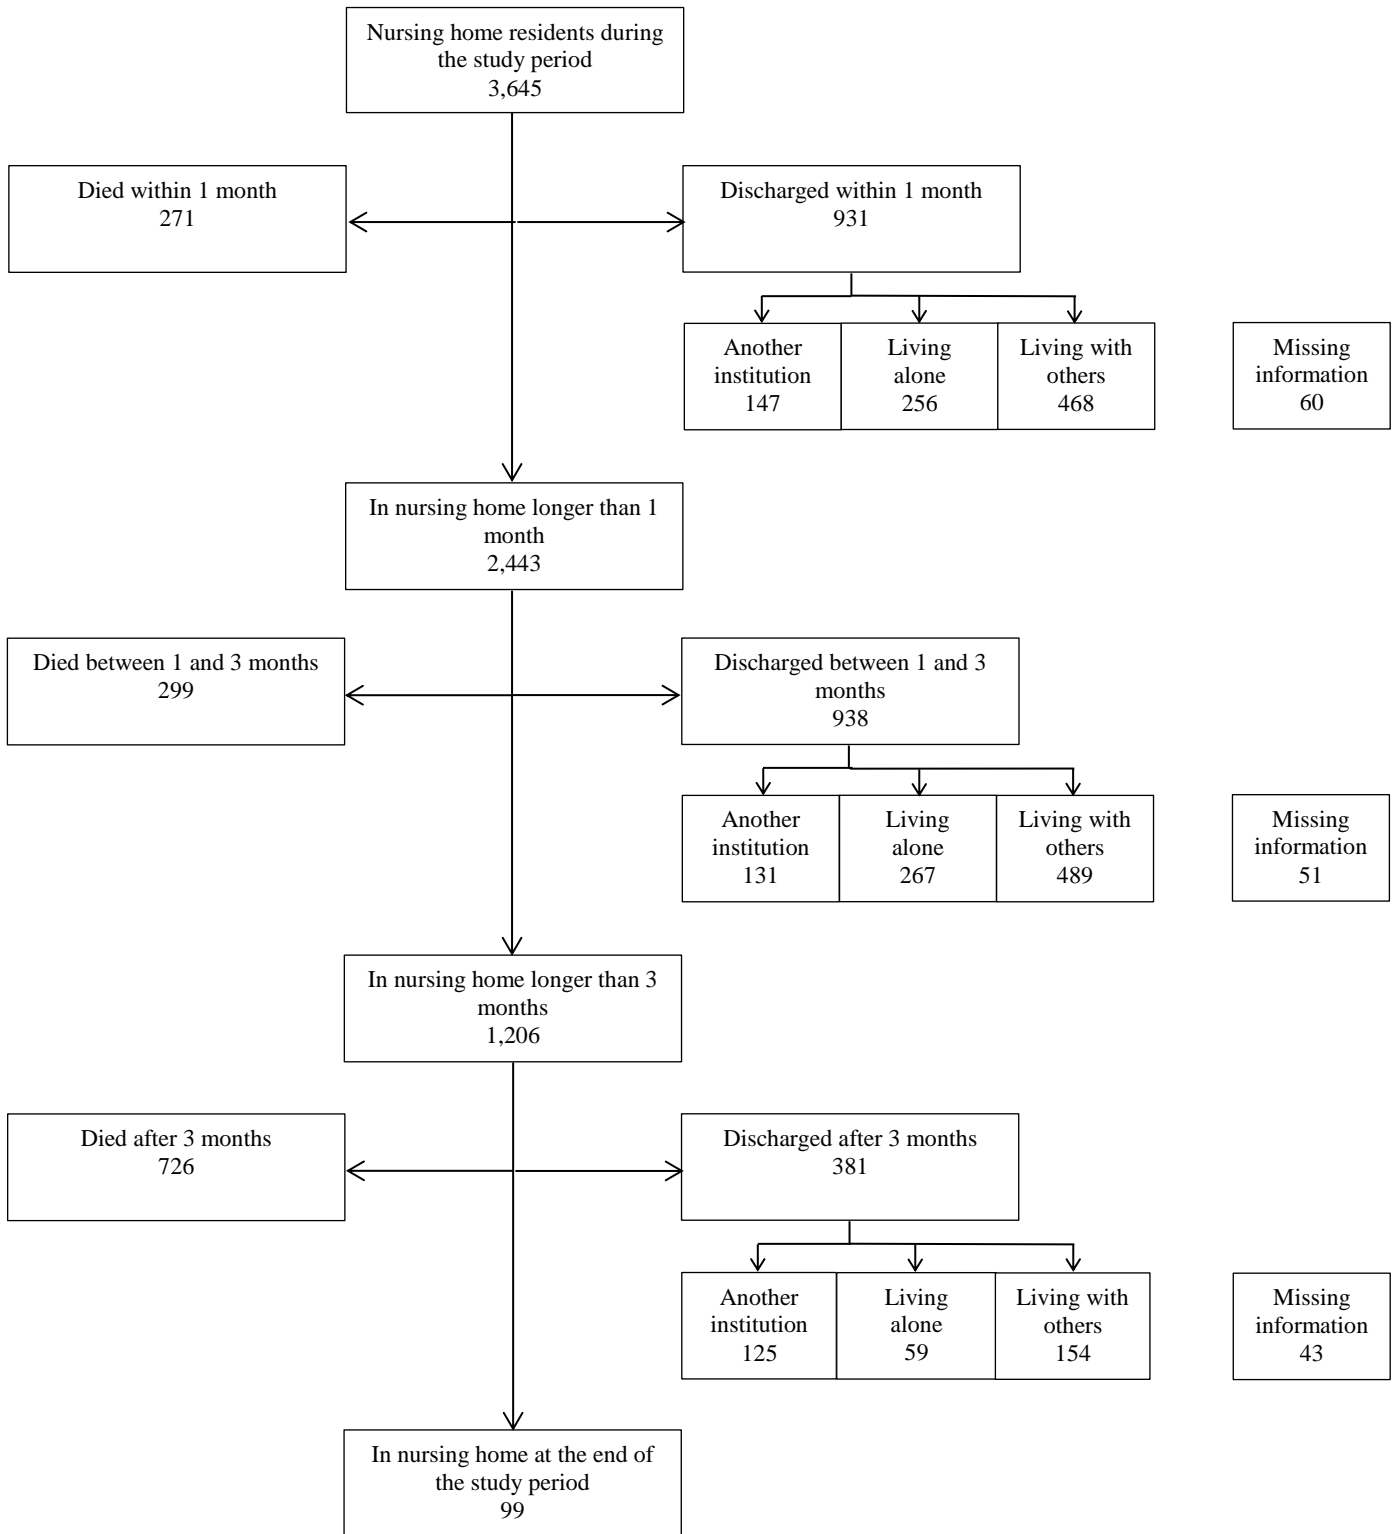 Nursing home residents during
the study period
3,645
Died within 1 month
271
Discharged within 1 month
931
Another
institution
147
Living
alone
256
Living with
others
468
Missing
information
60
In nursing home longer than 1
month
2,443
Died between 1 and 3 months
299
Discharged between 1 and 3
months
938
Another
institution
131
Living
alone
267
Living with
others
489
Missing
information
51
In nursing home longer than 3
months
1,206
Died after 3 months
726
Discharged after 3 months
381
Another
institution
125
Living
alone
59
Living with
others
154
Missing
information
43
In nursing home at the end of
the study period
99